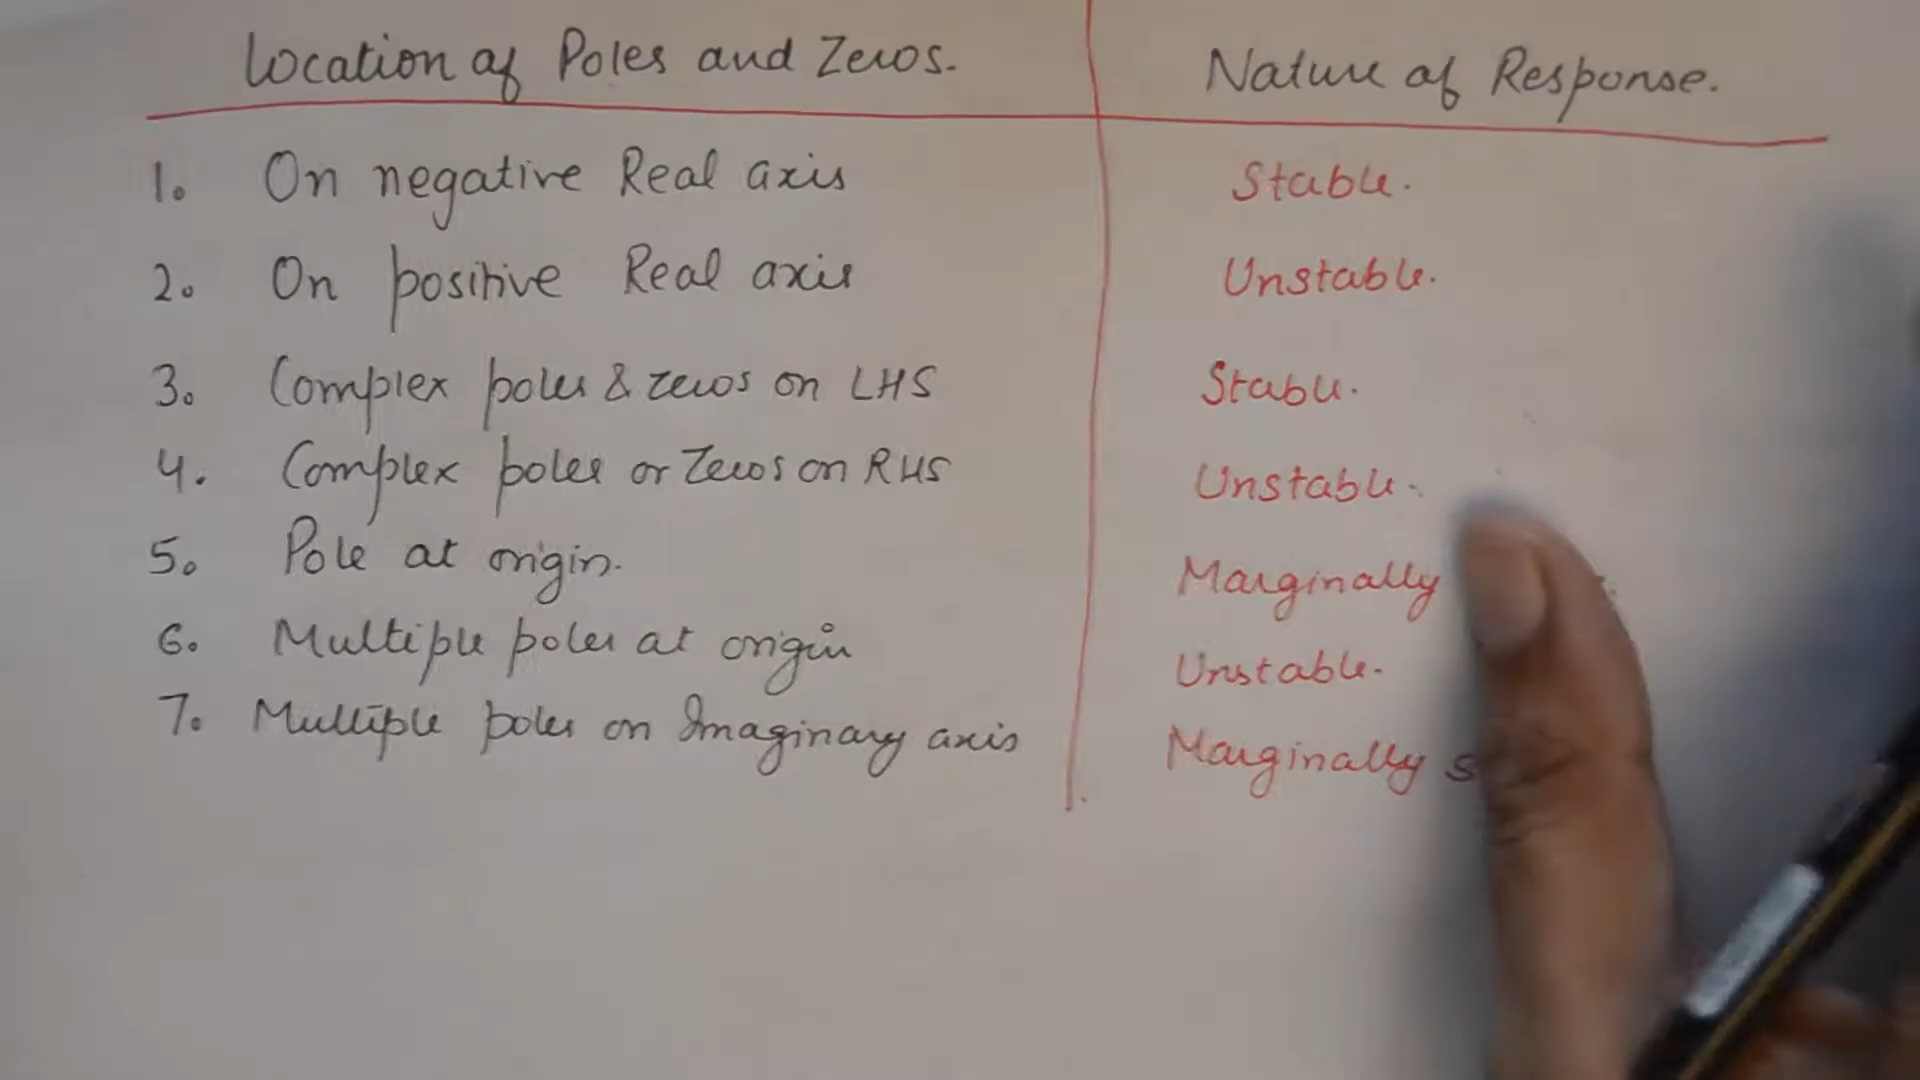 Location of Poles and Zeros. Nature of Response.
1. On negative Real axis Stable.
2. On positive Real axis Unstable.
3. Complex poles & zeros on LHS Stable.
4. Complex poles or Zeros on RHS Unstable.
5. Pole at origin. Marginally
6. Multiple poles at origin Unstable.
7. Multiple poles on Imaginary axis Marginally s